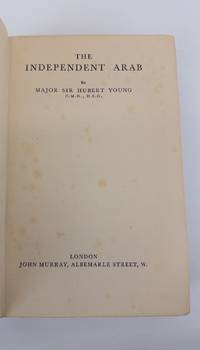 THE
INDEPENDENT ARAB
BY
MAJOR SIR HUBERT YOUNG
C.M.G., D.S.O.
LONDON
JOHN MURRAY, ALBEMARLE STREET, W.